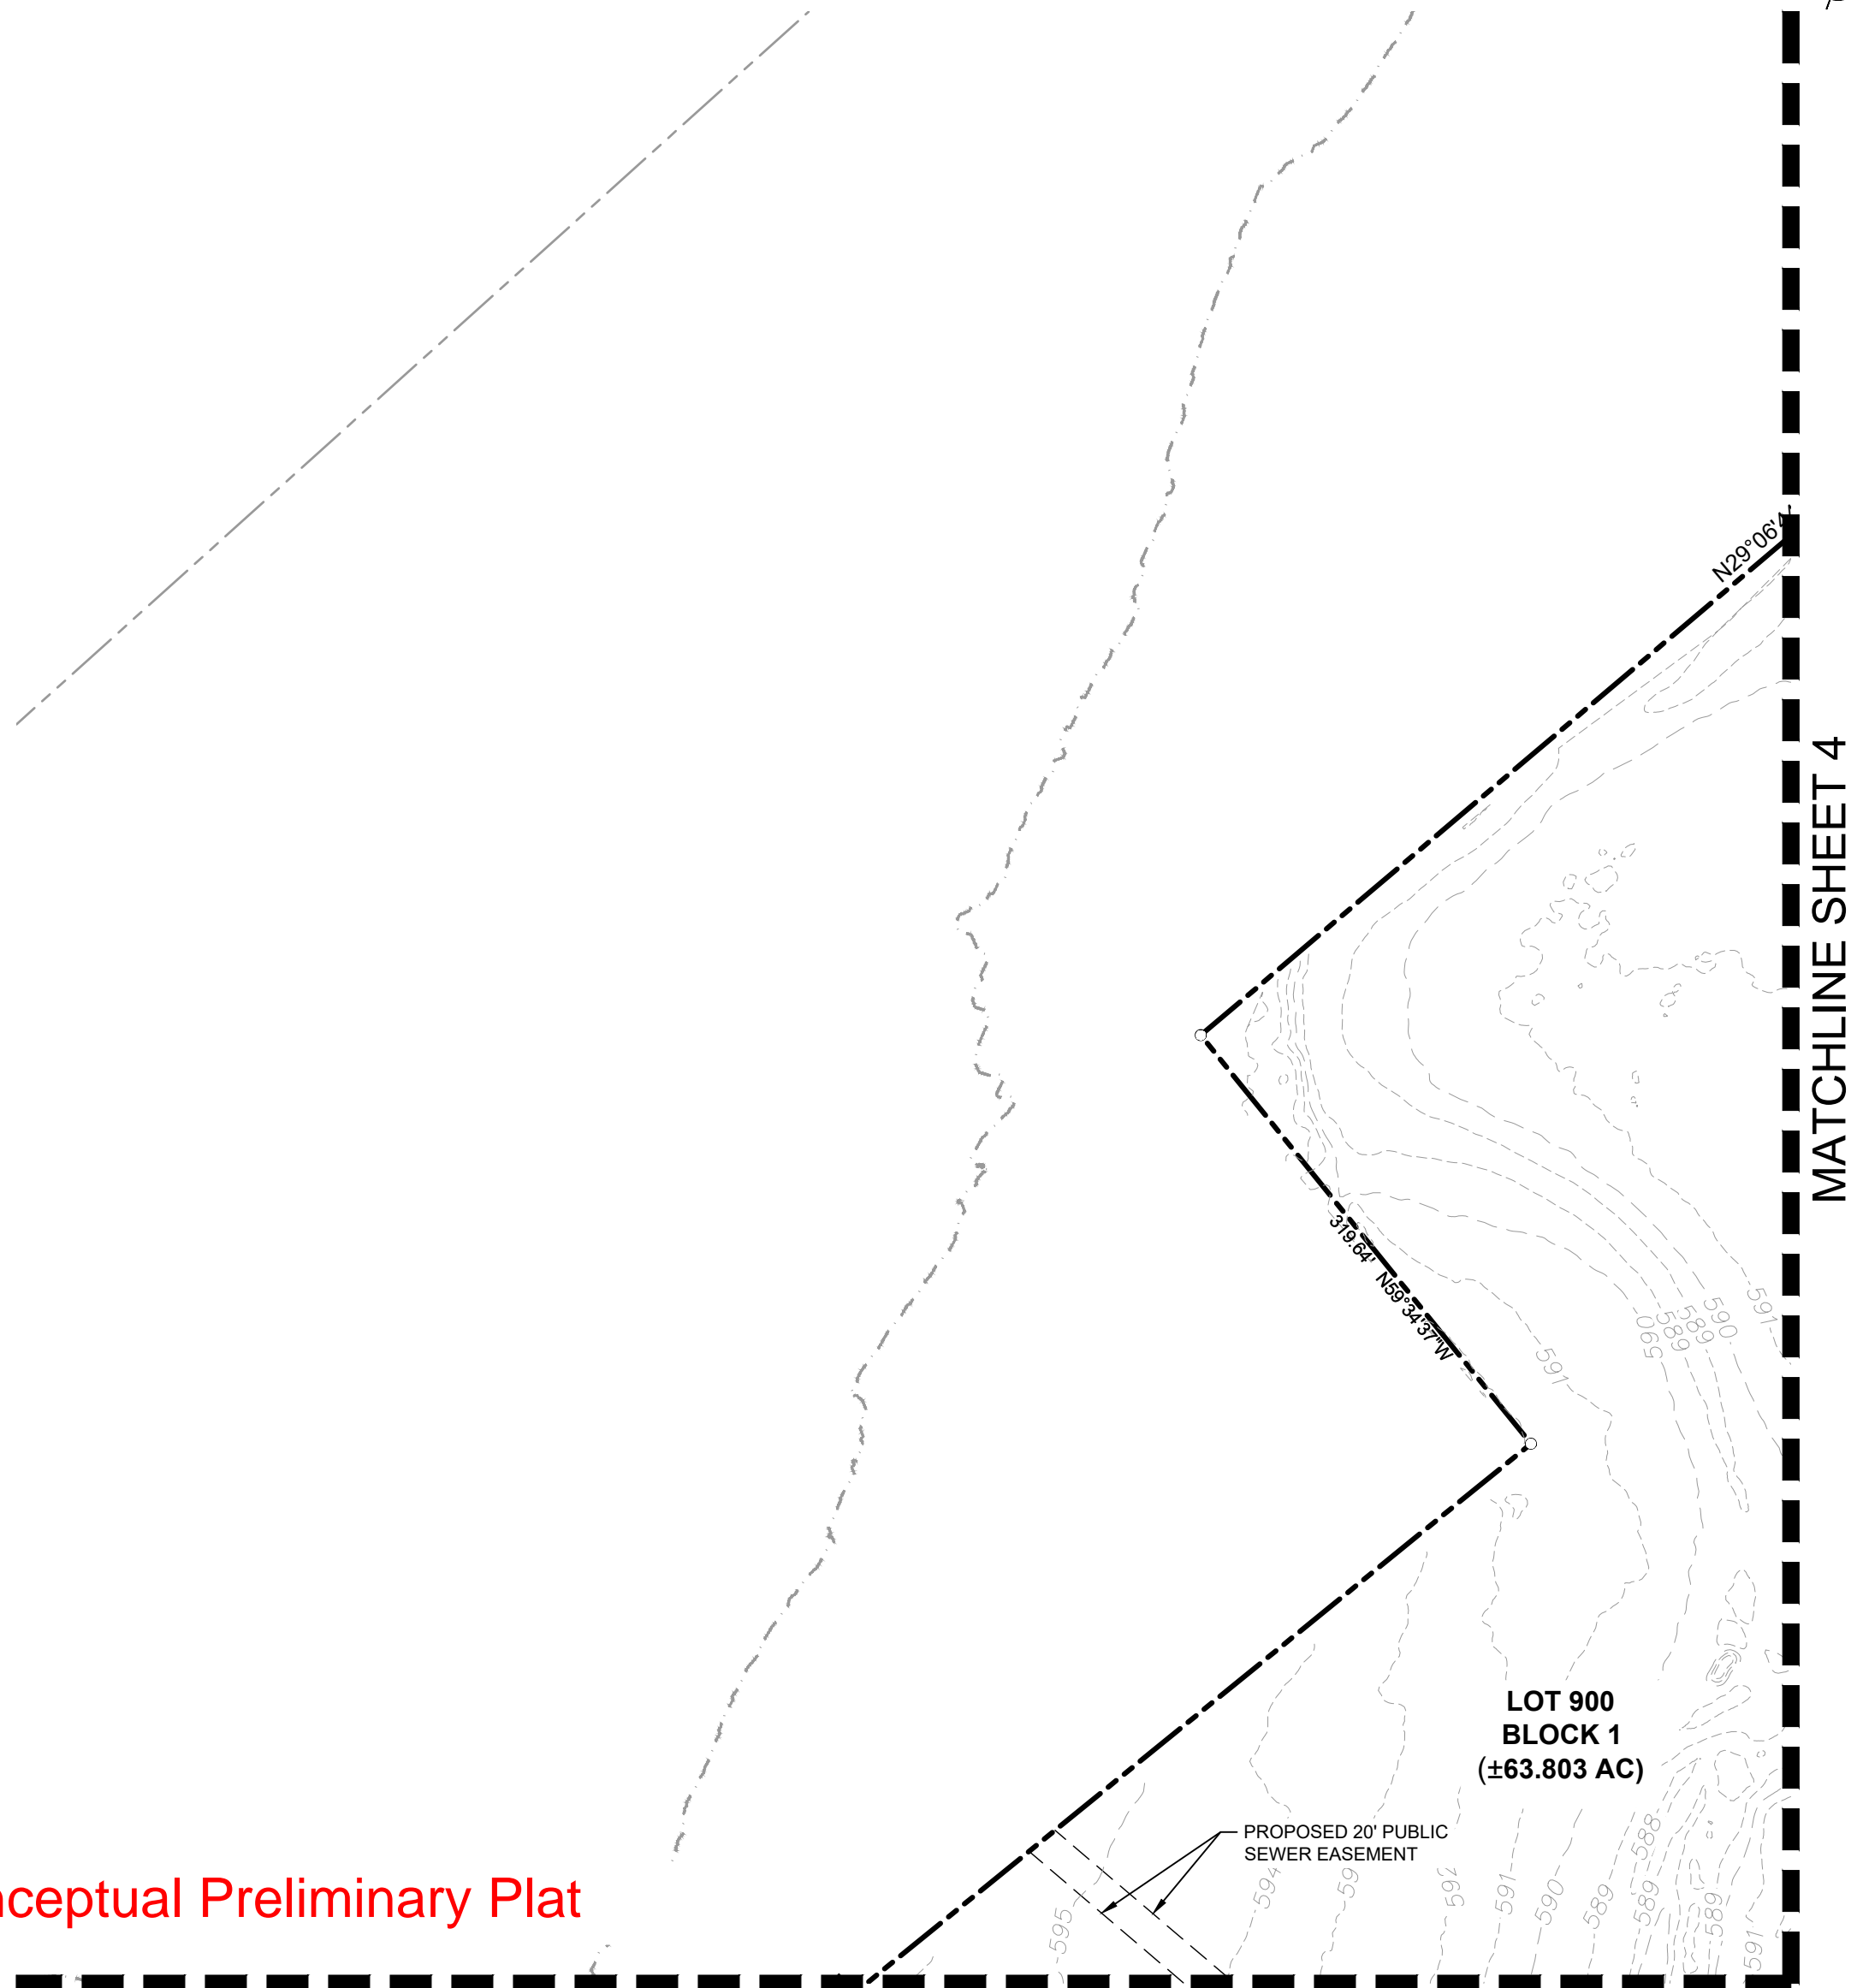 N29°06'4
MATCHLINE SHEET 4
319.64' N59°34'37"W
591
590
589
588
589
590
591
LOT 900
BLOCK 1
(±63.803 AC)
PROPOSED 20' PUBLIC
SEWER EASEMENT
588
595
594
591
590
589
589
589
591
nceptual Preliminary Plat